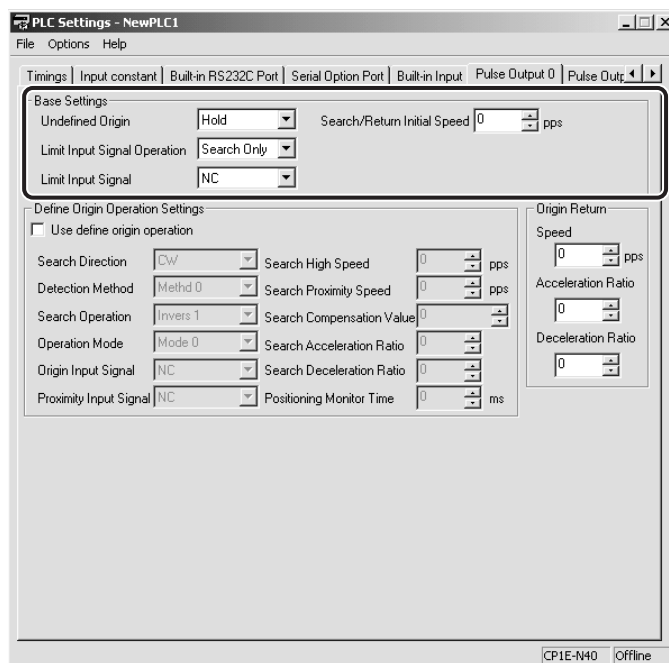 PLC Settings - NewPLC1
File Options Help
Timings Input constant Built-in RS232C Port Serial Option Port Built-in Input Pulse Output 0 Pulse Outp
Base Settings
Undefined Origin Hold Search/Return Initial Speed 0 pps
Limit Input Signal Operation Search Only
Limit Input Signal NC
Define Origin Operation Settings
Use define origin operation
Search Direction CW Search High Speed 0 pps
Detection Method Methd 0 Search Proximity Speed 0 pps
Search Operation Invers 1 Search Compensation Value 0
Operation Mode Mode 0 Search Acceleration Ratio 0
Origin Input Signal NC Search Deceleration Ratio 0
Proximity Input Signal NC Positioning Monitor Time 0 ms
Origin Return
Speed
0 pps
Acceleration Ratio
0
Deceleration Ratio
0
CP1E-N40 Offline